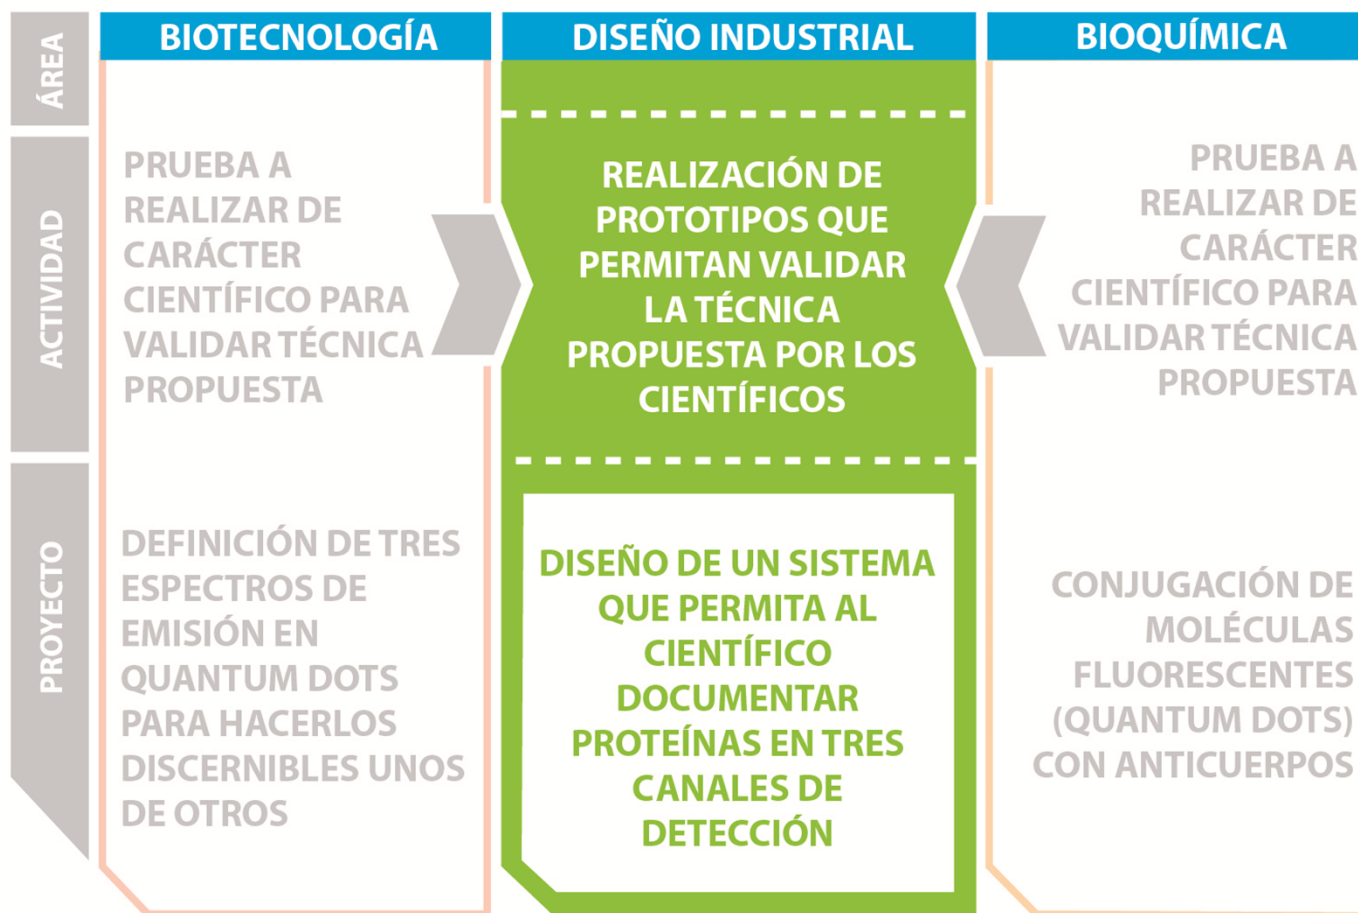 ÁREA
BIOTECNOLOGÍA
DISEÑO INDUSTRIAL
BIOQUÍMICA
ACTIVIDAD
PRUEBA A
REALIZAR DE
CARÁCTER
CIENTÍFICO PARA
VALIDAR TÉCNICA
PROPUESTA
REALIZACIÓN DE
PROTOTIPOS QUE
PERMITAN VALIDAR
LA TÉCNICA
PROPUESTA POR LOS
CIENTÍFICOS
PRUEBA A
REALIZAR DE
CARÁCTER
CIENTÍFICO PARA
VALIDAR TÉCNICA
PROPUESTA
PROYECTO
DEFINICIÓN DE TRES
ESPECTROS DE
EMISIÓN EN
QUANTUM DOTS
PARA HACERLOS
DISCERNIBLES UNOS
DE OTROS
DISEÑO DE UN SISTEMA
QUE PERMITA AL
CIENTÍFICO
DOCUMENTAR
PROTEÍNAS EN TRES
CANALES DE
DETECCIÓN
CONJUGACIÓN DE
MOLÉCULAS
FLUORESCENTES
(QUANTUM DOTS)
CON ANTICUERPOS